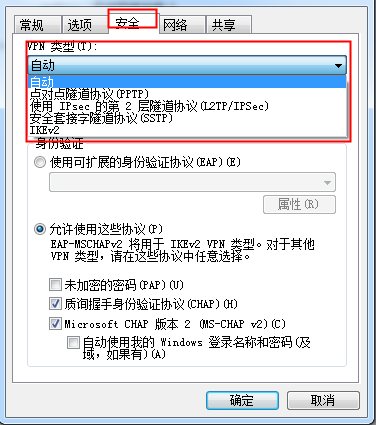 常规 选项 安全 网络 共享
VPN 类型(T):
自动
自动
点对点隧道协议(PPTP)
使用 IPsec 的第 2 层隧道协议(L2TP/IPSec)
安全套接字隧道协议(SSTP)
IKEv2
身份验证
使用可扩展的身份验证协议(EAP)(E)
属性(R)
允许使用这些协议(P)
EAP-MSCHAPv2 将用于 IKEv2 VPN 类型。对于其他
VPN 类型,请在这些协议中任意选择。
未加密的密码(PAP)(U)
质询握手身份验证协议(CHAP)(H)
Microsoft CHAP 版本 2 (MS-CHAP v2)(C)
自动使用我的 Windows 登录名称和密码(及
域,如果有)(A)
确定 取消